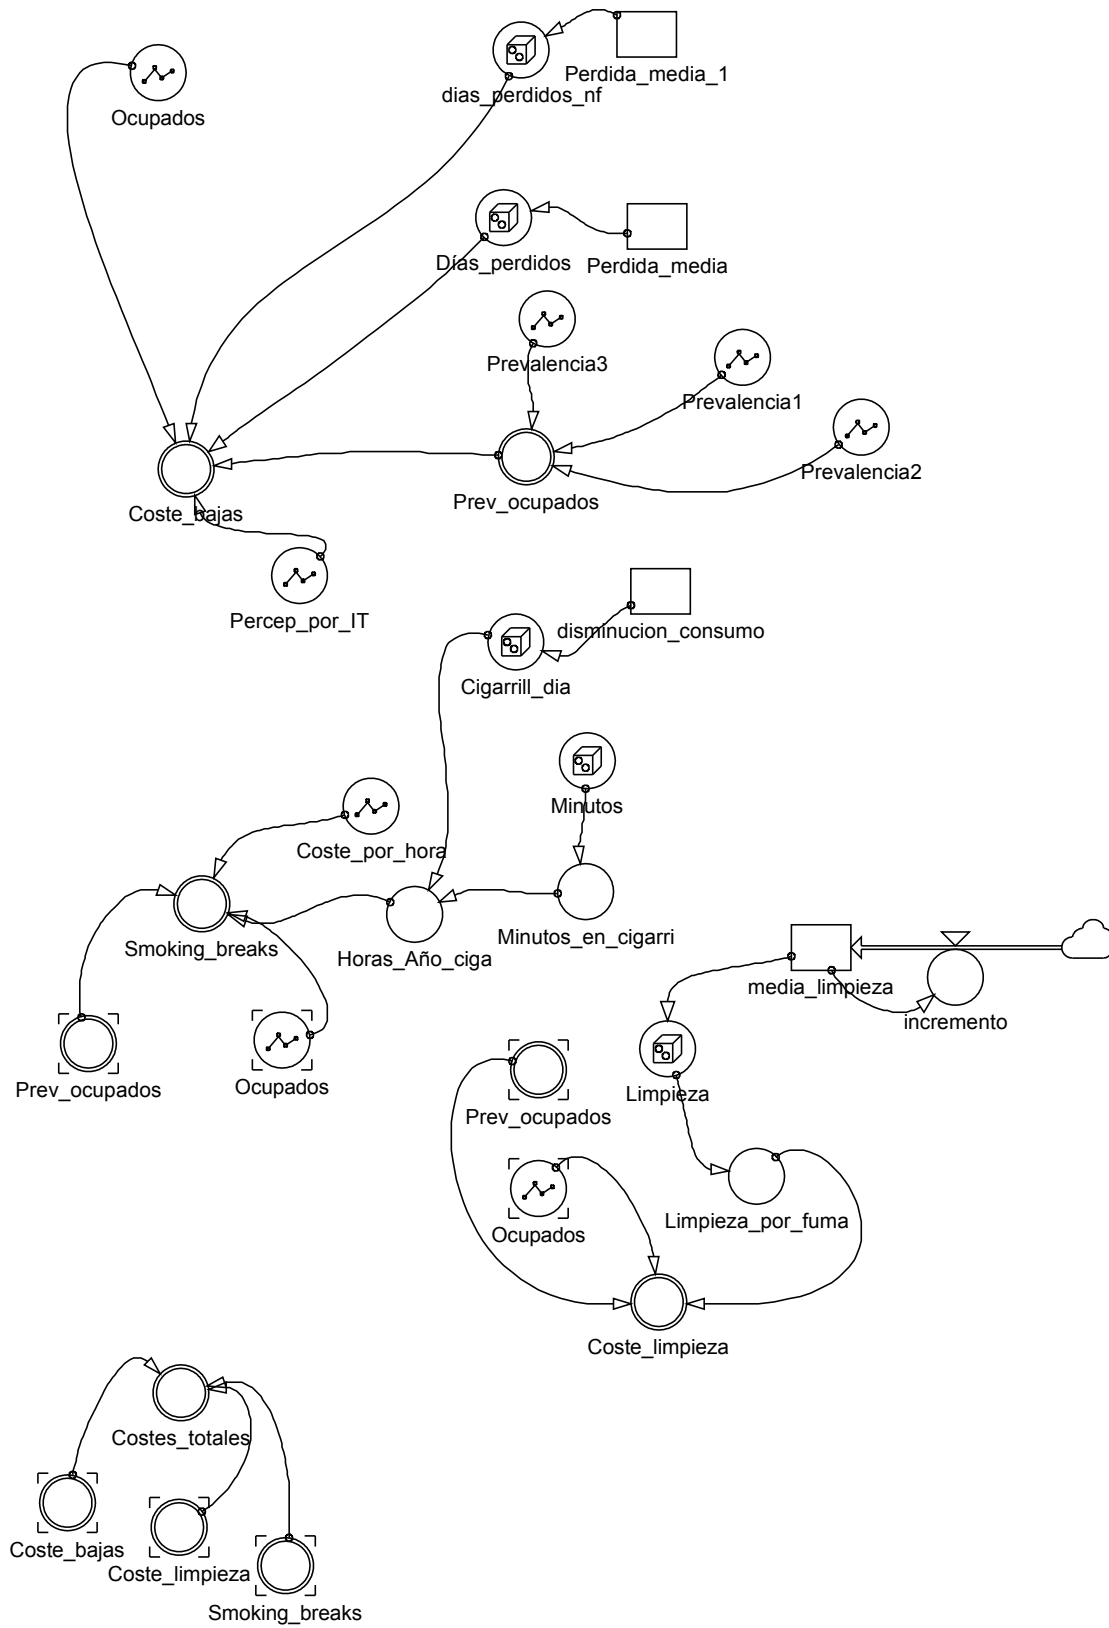 Perdida_media_1
dias_perdidos_nf
Ocupados
Días_perdidos
Perdida_media
Prevalencia3
Prevalencia1
Prevalencia2
Prev_ocupados
Coste_bajas
Percep_por_IT
disminucion_consumo
Cigarrill_dia
Minutos
Coste_por_hora
Minutos_en_cigarri
Smoking_breaks
Horas_Año_ciga
media_limpieza
incremento
Prev_ocupados
Ocupados
Limpieza
Prev_ocupados
Limpieza_por_fuma
Ocupados
Coste_limpieza
Costes_totales
Coste_bajas
Coste_limpieza
Smoking_breaks